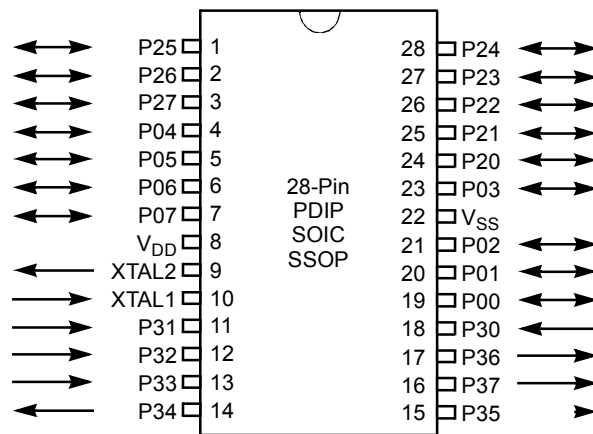 P25 1 28 P24
P26 2 27 P23
P27 3 26 P22
P04 4 25 P21
P05 5 24 P20
P06 6 23 P03
P07 7 22 VSS
VDD 8 21 P02
XTAL2 9 20 P01
XTAL1 10 19 P00
P31 11 18 P30
P32 12 17 P36
P33 13 16 P37
P34 14 15 P35
28-Pin
PDIP
SOIC
SSOP